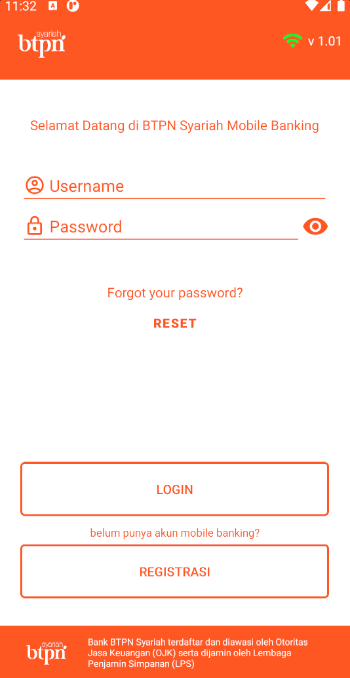 11:32
syariah
btpn
v 1.01
Selamat Datang di BTPN Syariah Mobile Banking
Username
Password
Forgot your password?
RESET
LOGIN
belum punya akun mobile banking?
REGISTRASI
syariah
btpn
Bank BTPN Syariah terdaftar dan diawasi oleh Otoritas
Jasa Keuangan (OJK) serta dijamin oleh Lembaga
Penjamin Simpanan (LPS)